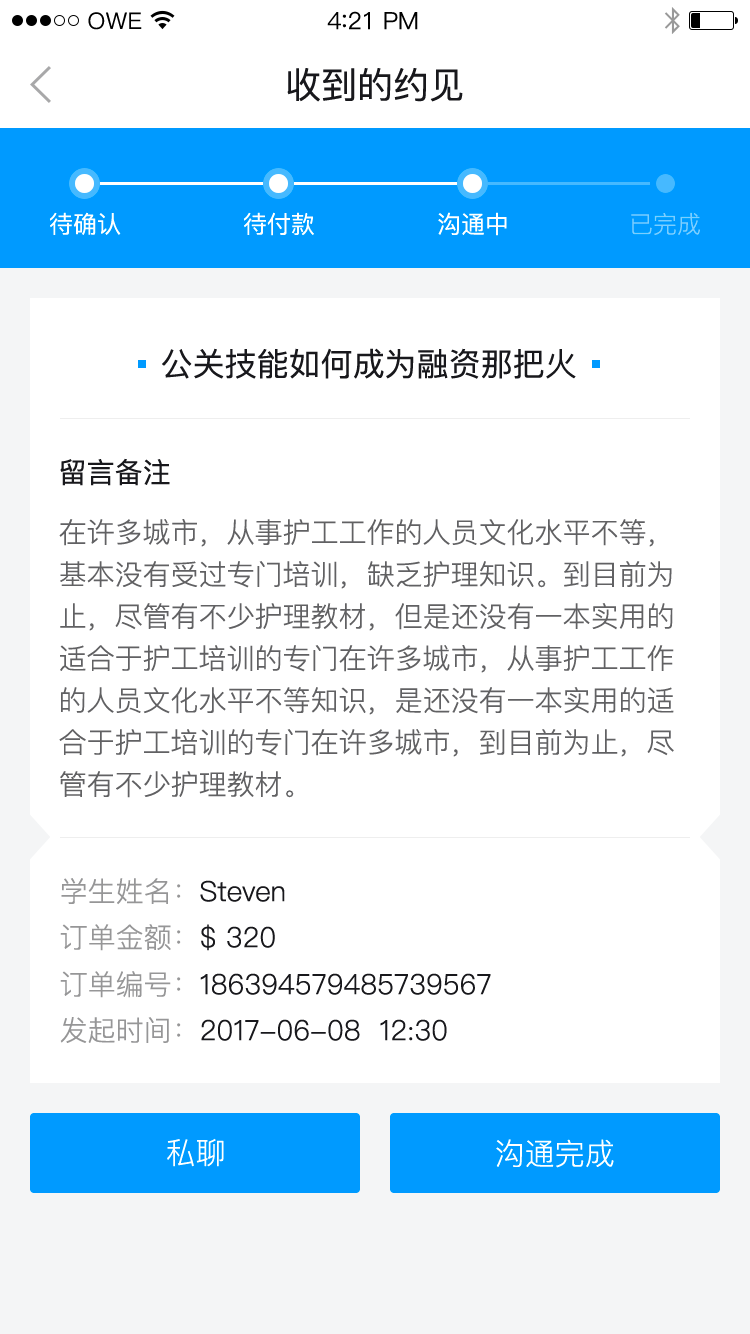 OWE 4:21 PM
收到的约见
待确认 待付款 沟通中 已完成
公关技能如何成为融资那把火
留言备注
在许多城市，从事护工工作的人员文化水平不等，
基本没有受过专门培训，缺乏护理知识。到目前为
止，尽管有不少护理教材，但是还没有一本实用的
适合于护工培训的专门在许多城市，从事护工工作
的人员文化水平不等知识，是还没有一本实用的适
合于护工培训的专门在许多城市，到目前为止，尽
管有不少护理教材。
学生姓名：Steven
订单金额：$ 320
订单编号：186394579485739567
发起时间：2017-06-08 12:30
私聊 沟通完成